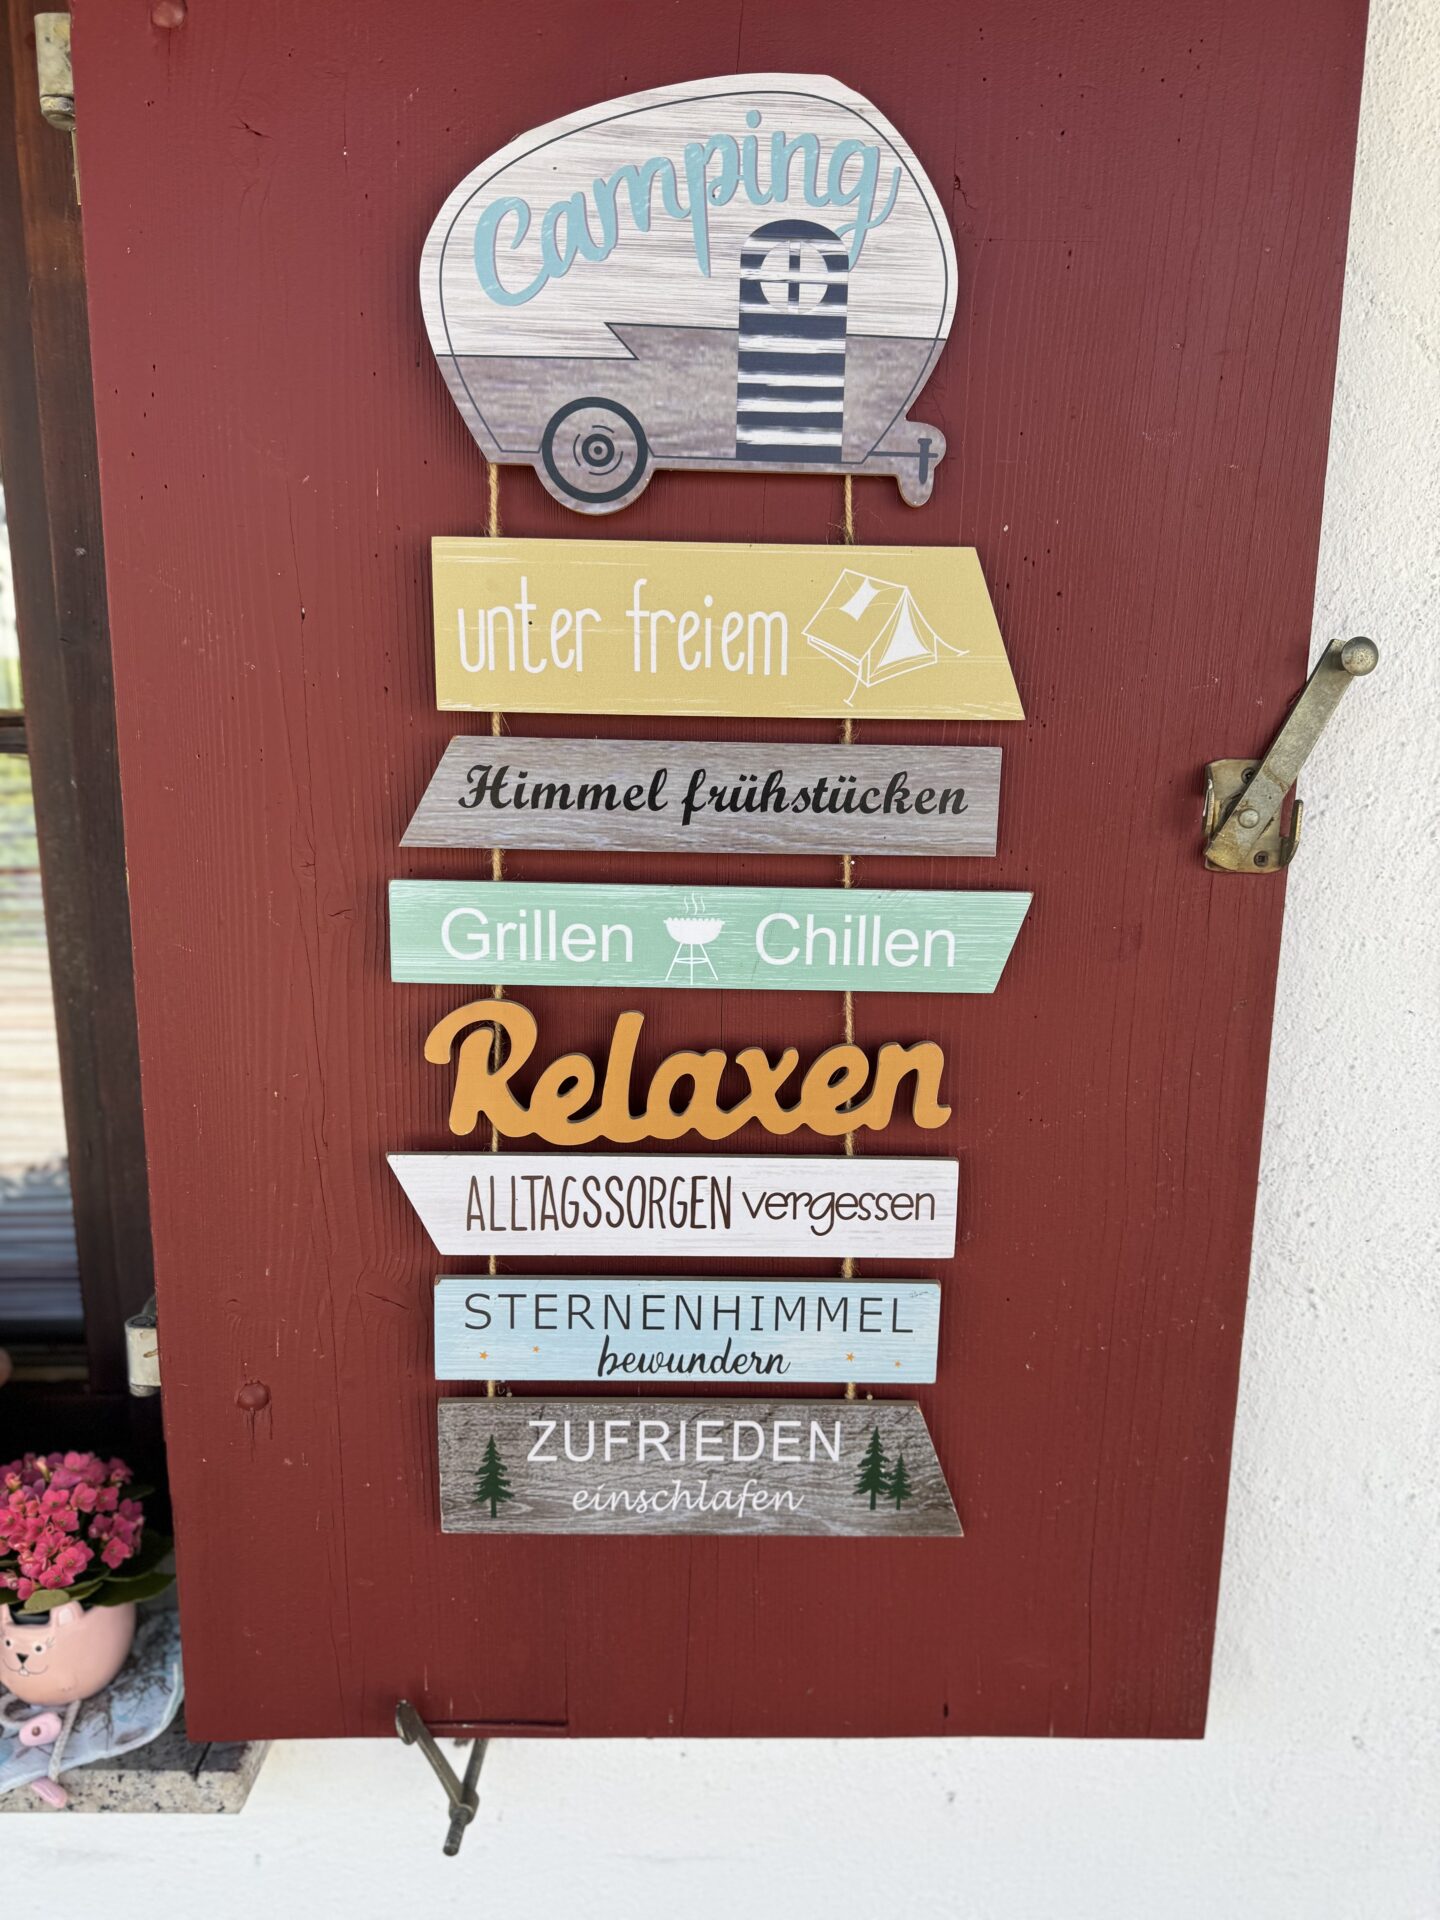 Camping
unter freiem
Himmel frühstücken
Grillen Chillen
Relaxen
ALLTAGSSORGEN vergessen
STERNENHIMMEL
bewundern
ZUFRIEDEN
einschlafen